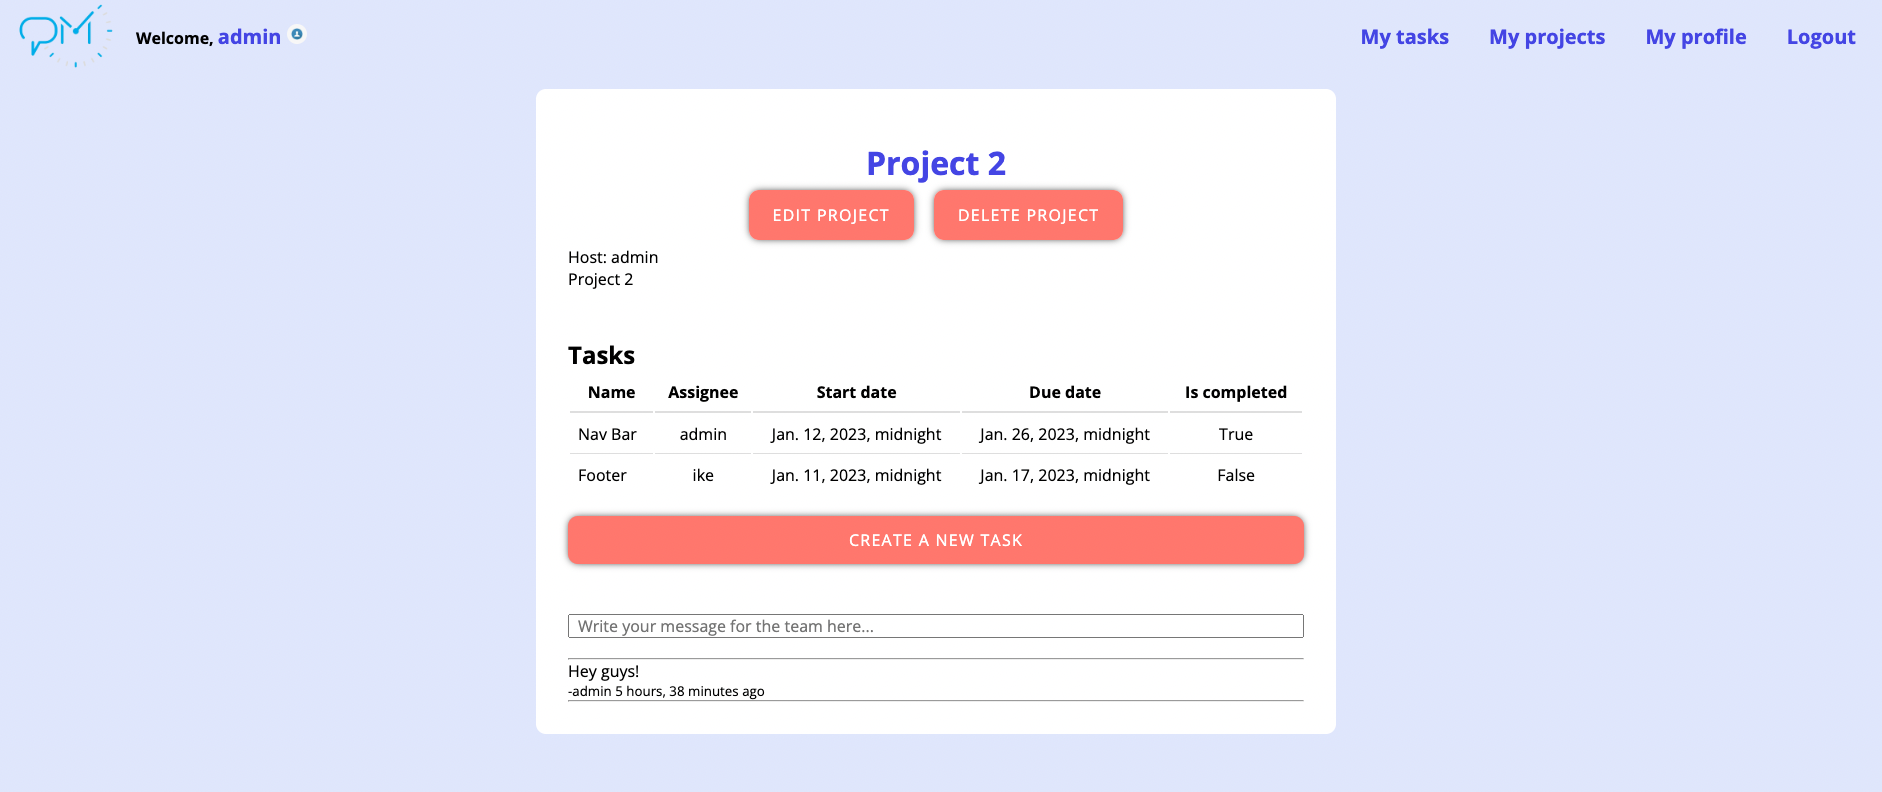 PM Welcome, admin My tasks My projects My profile Logout
Project 2
EDIT PROJECT DELETE PROJECT
Host: admin
Project 2
Tasks
Name Assignee Start date Due date Is completed
Nav Bar admin Jan. 12, 2023, midnight Jan. 26, 2023, midnight True
Footer ike Jan. 11, 2023, midnight Jan. 17, 2023, midnight False
CREATE A NEW TASK
Write your message for the team here...
Hey guys!
-admin 5 hours, 38 minutes ago